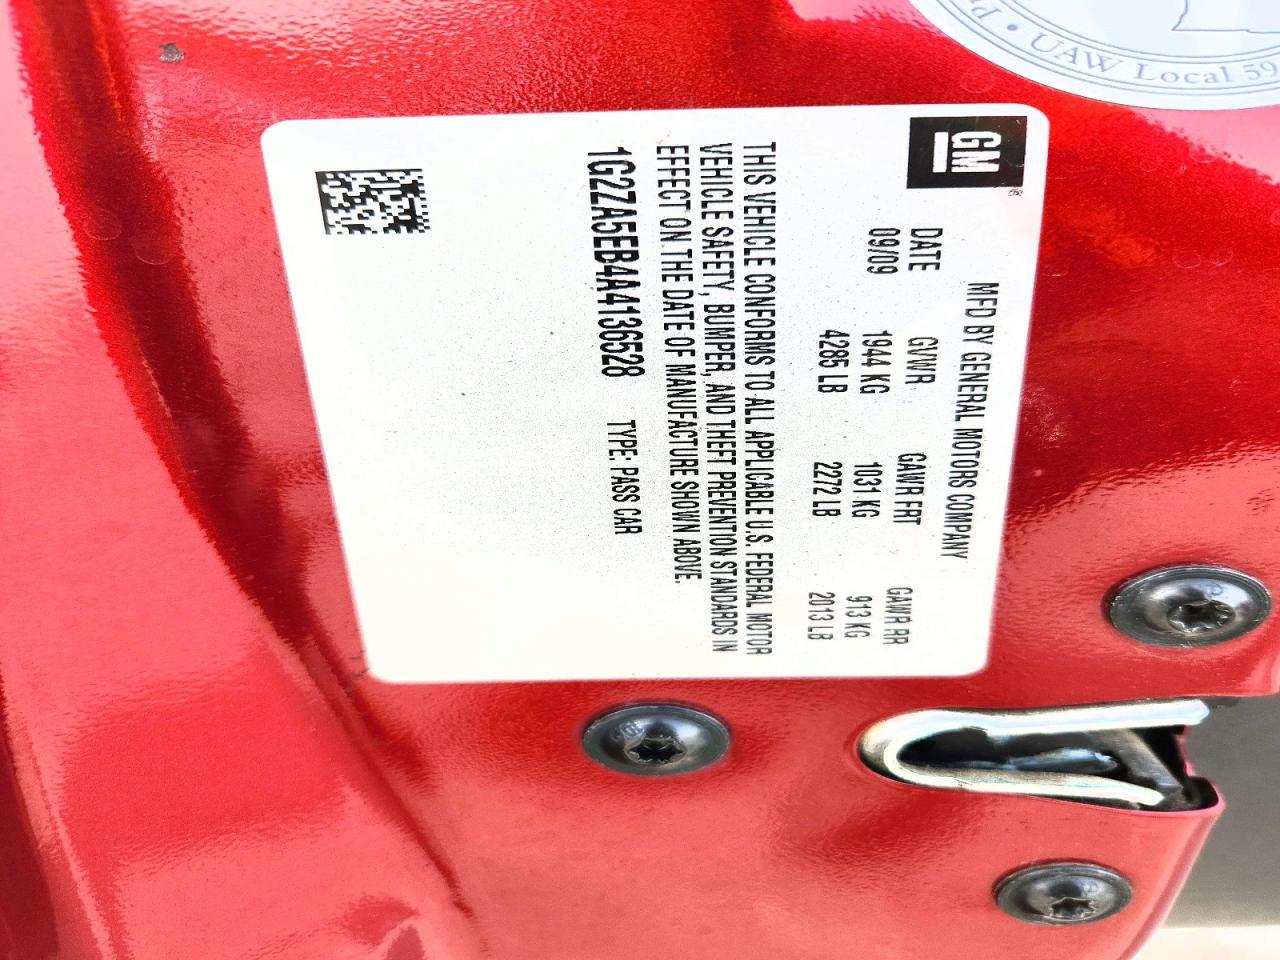 UAW Local 59
GM
MFD BY GENERAL MOTORS COMPANY
DATE GVWR GAWR FRT GAWR RR
09/09 1944 KG 1031 KG 913 KG
4285 LB 2272 LB 2013 LB
THIS VEHICLE CONFORMS TO ALL APPLICABLE U.S. FEDERAL MOTOR
VEHICLE SAFETY, BUMPER, AND THEFT PREVENTION STANDARDS IN
EFFECT ON THE DATE OF MANUFACTURE SHOWN ABOVE.
1G2ZA5EB4A4136528 TYPE: PASS CAR